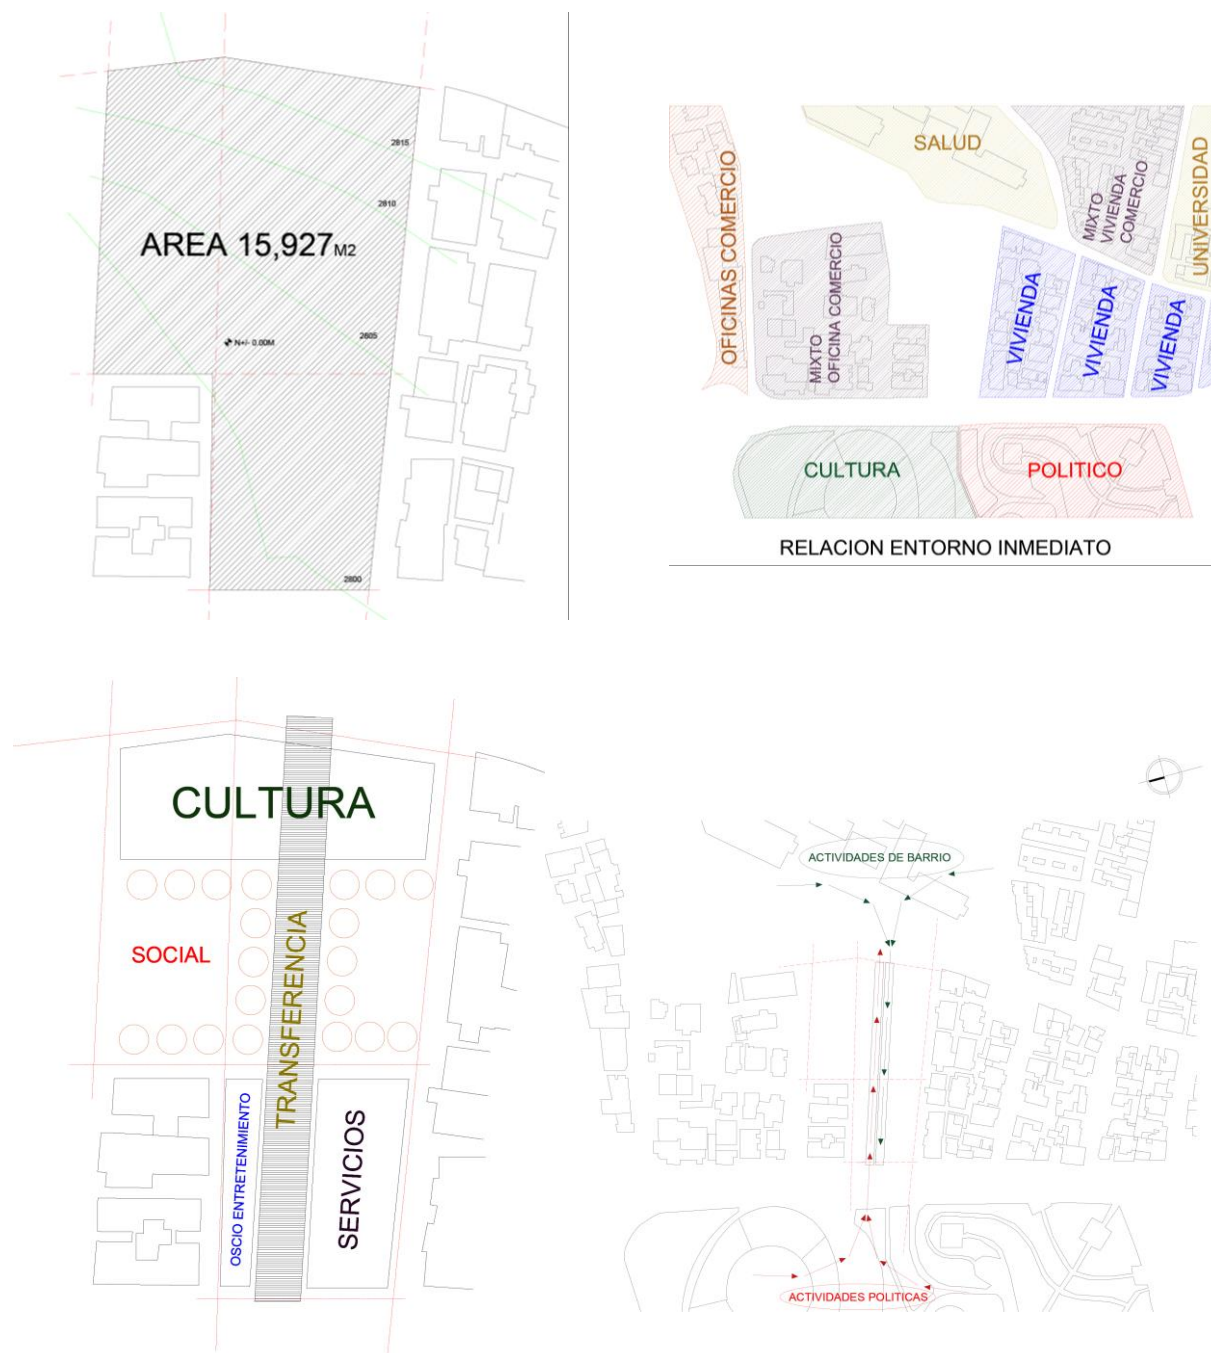 2815
2810
AREA 15,927M2
N+/- 0.00M
2805
2800
OFICINAS COMERCIO
SALUD
MIXTO
VIVIENDA
COMERCIO
UNIVERSIDAD
MIXTO
OFICINA COMERCIO
VIVIENDA
VIVIENDA
VIVIENDA
CULTURA
POLITICO
RELACION ENTORNO INMEDIATO
CULTURA
SOCIAL
TRANSFERENCIA
OSCIO ENTRETENIMIENTO
SERVICIOS
ACTIVIDADES DE BARRIO
ACTIVIDADES POLITICAS